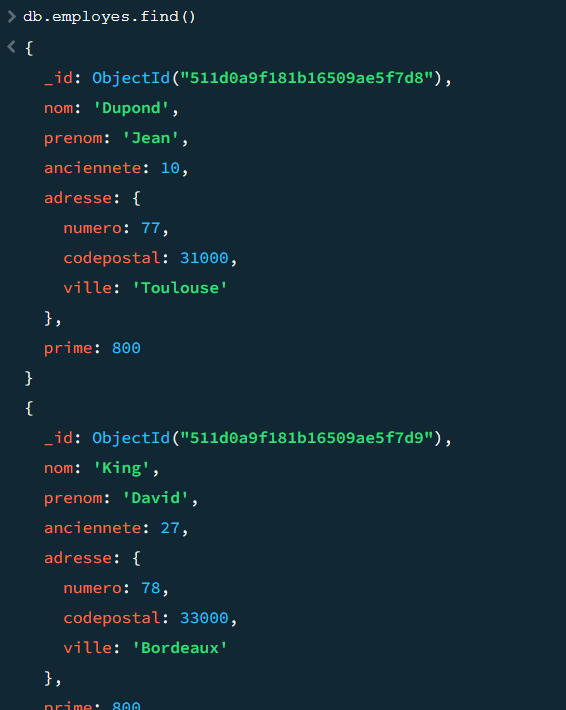 db.employes.find()
{
_id: ObjectId("511d0a9f181b16509ae5f7d8"),
nom: 'Dupond',
prenom: 'Jean',
anciennete: 10,
adresse: {
numero: 77,
codepostal: 31000,
ville: 'Toulouse'
},
prime: 800
}
{
_id: ObjectId("511d0a9f181b16509ae5f7d9"),
nom: 'King',
prenom: 'David',
anciennete: 27,
adresse: {
numero: 78,
codepostal: 33000,
ville: 'Bordeaux'
},
prime: 800